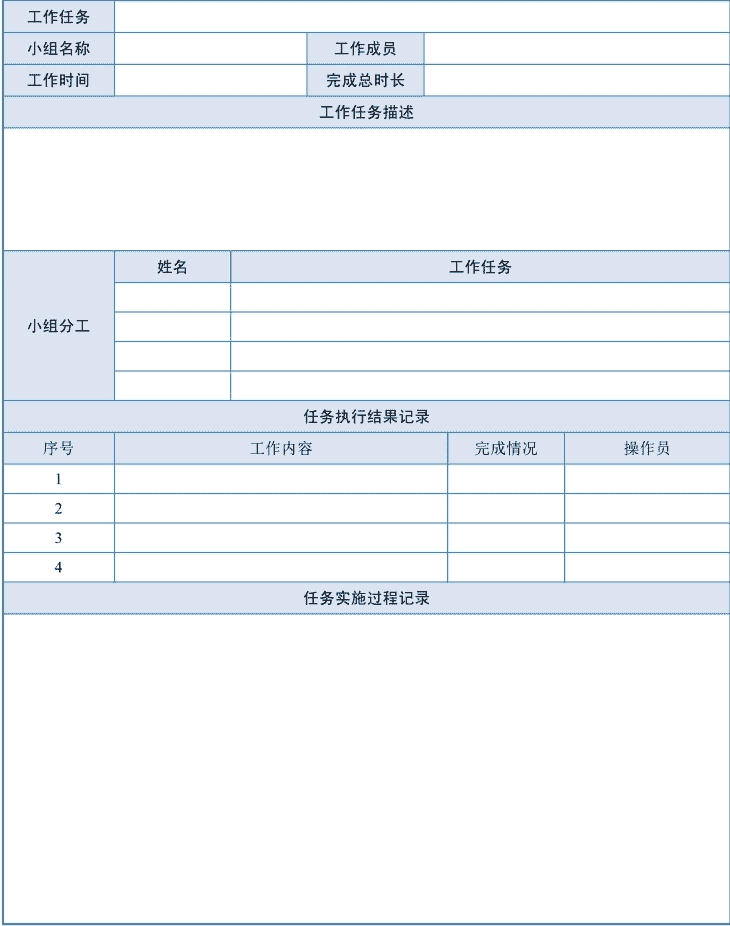 工作任务
小组名称 工作成员
工作时间 完成总时长
工作任务描述
姓名 工作任务
小组分工
任务执行结果记录
序号 工作内容 完成情况 操作员
1
2
3
4
任务实施过程记录